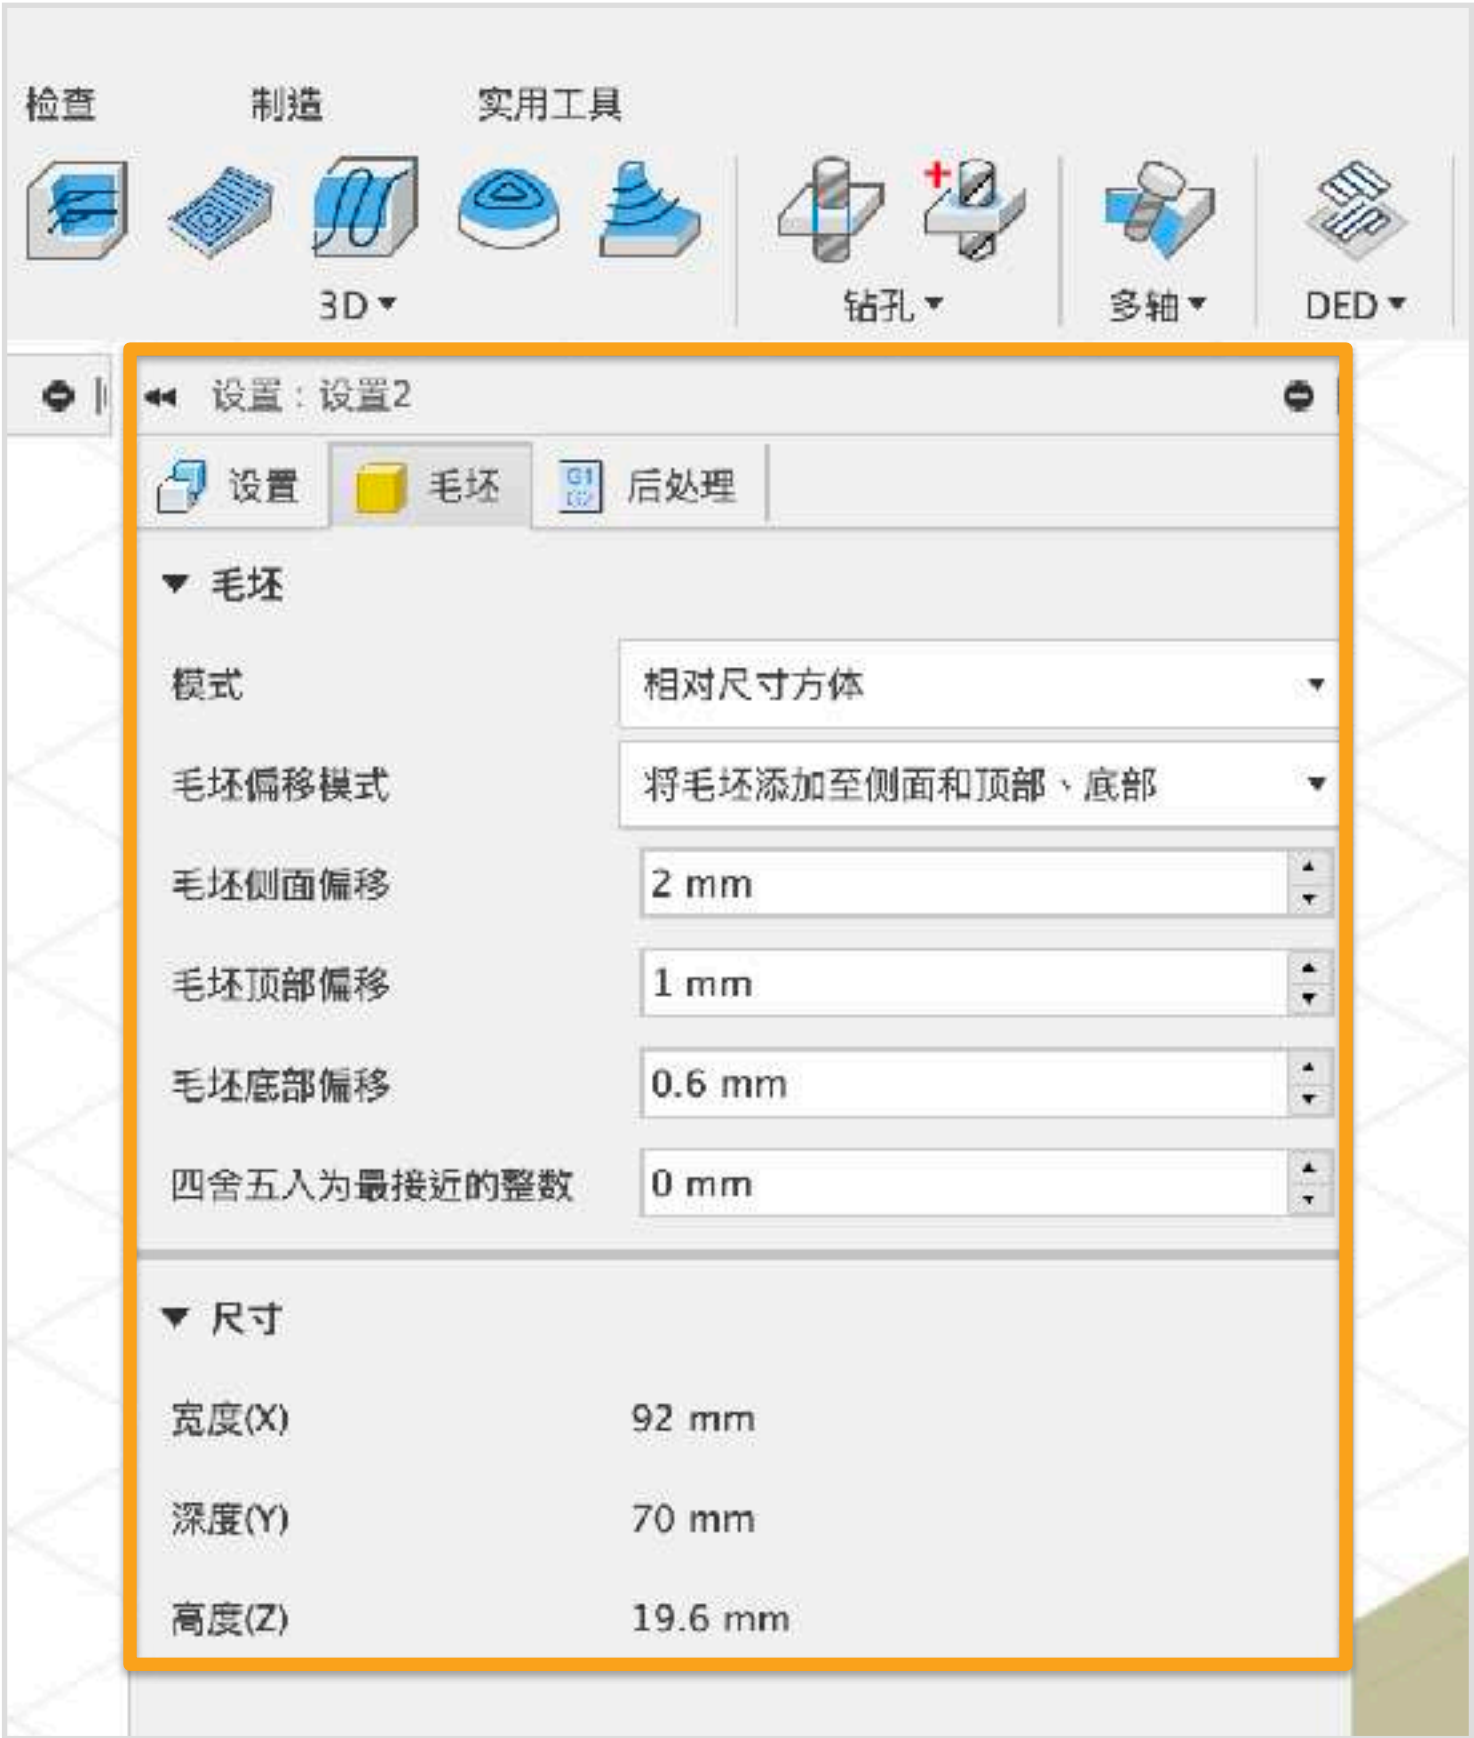 检查 制造 实用工具
3D 钻孔 多轴 DED
设置：设置2
设置 毛坯 G1 G2 后处理
毛坯
模式 相对尺寸方体
毛坯偏移模式 将毛坯添加至侧面和顶部、底部
毛坯侧面偏移 2 mm
毛坯顶部偏移 1 mm
毛坯底部偏移 0.6 mm
四舍五入为最接近的整数 0 mm
尺寸
宽度(X) 92 mm
深度(Y) 70 mm
高度(Z) 19.6 mm